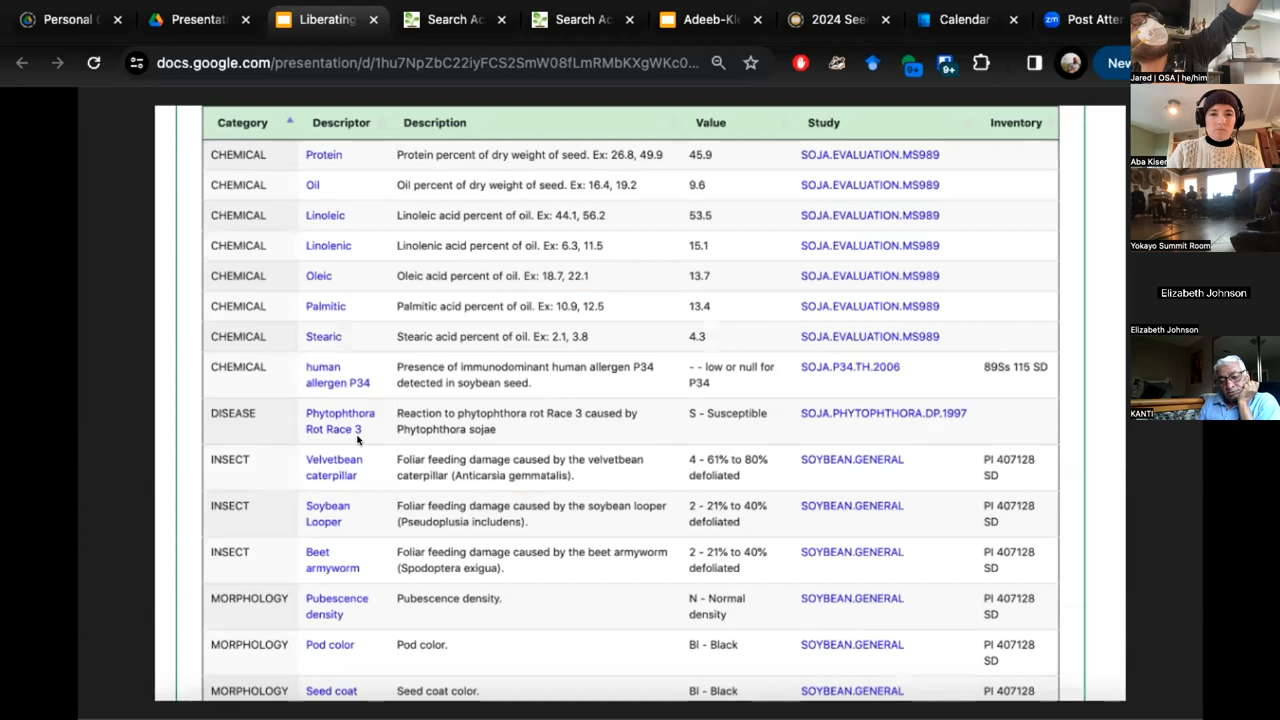 Personal
Presentati
Liberating
Search Ac
Search Ac
Adeeb-Kl
2024 See
Calendar
Post Atter
docs.google.com/presentation/d/1hu7NpZbC22iyFCS2SmW08fLmRMbKXgWKc0...
9+
9+
New
Category Descriptor Description Value Study Inventory
CHEMICAL Protein Protein percent of dry weight of seed. Ex: 26.8, 49.9 45.9 SOJA.EVALUATION.MS989
CHEMICAL Oil Oil percent of dry weight of seed. Ex: 16.4, 19.2 9.6 SOJA.EVALUATION.MS989
CHEMICAL Linoleic Linoleic acid percent of oil. Ex: 44.1, 56.2 53.5 SOJA.EVALUATION.MS989
CHEMICAL Linolenic Linolenic acid percent of oil. Ex: 6.3, 11.5 15.1 SOJA.EVALUATION.MS989
CHEMICAL Oleic Oleic acid percent of oil. Ex: 18.7, 22.1 13.7 SOJA.EVALUATION.MS989
CHEMICAL Palmitic Palmitic acid percent of oil. Ex: 10.9, 12.5 13.4 SOJA.EVALUATION.MS989
CHEMICAL Stearic Stearic acid percent of oil. Ex: 2.1, 3.8 4.3 SOJA.EVALUATION.MS989
CHEMICAL human Presence of immunodominant human allergen P34 - - low or null for SOJA.P34.TH.2006 89Ss 115 SD
allergen P34 detected in soybean seed. P34
DISEASE Phytophthora Reaction to phytophthora rot Race 3 caused by S - Susceptible SOJA.PHYTOPHTHORA.DP.1997
Rot Race 3 Phytophthora sojae
INSECT Velvetbean Foliar feeding damage caused by the velvetbean 4 - 61% to 80% SOYBEAN.GENERAL PI 407128
caterpillar caterpillar (Anticarsia gemmatalis). defoliated SD
INSECT Soybean Foliar feeding damage caused by the soybean looper 2 - 21% to 40% SOYBEAN.GENERAL PI 407128
Looper (Pseudoplusia includens). defoliated SD
INSECT Beet Foliar feeding damage caused by the beet armyworm 2 - 21% to 40% SOYBEAN.GENERAL PI 407128
armyworm (Spodoptera exigua). defoliated SD
MORPHOLOGY Pubescence Pubescence density. N - Normal SOYBEAN.GENERAL PI 407128
density density SD
MORPHOLOGY Pod color Pod color. Bl - Black SOYBEAN.GENERAL PI 407128
SD
MORPHOLOGY Seed coat Seed coat color. Bl - Black SOYBEAN.GENERAL PI 407128
Jared | OSA | he/him
Aba Kiser
Yokayo Summit Room
Elizabeth Johnson
Elizabeth Johnson
KANTI